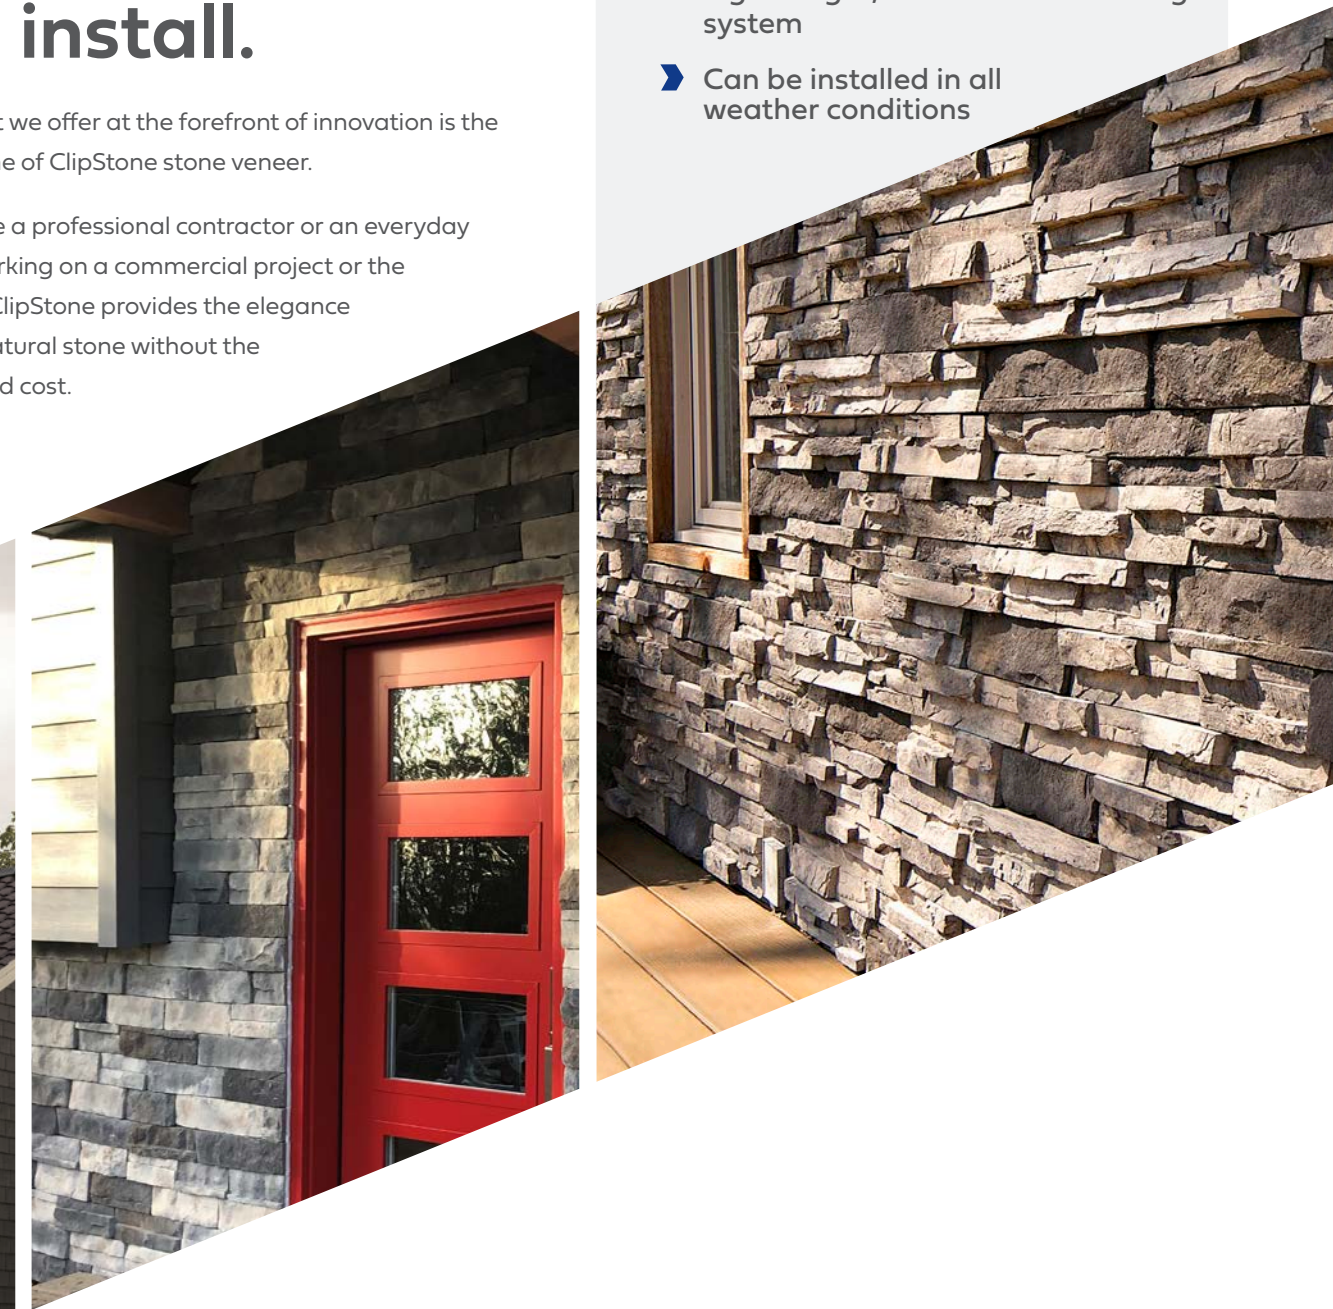 install.
we offer at the forefront of innovation is the
of ClipStone stone veneer.
a professional contractor or an everyday
on a commercial project or the
ClipStone provides the elegance
stone without the
cost.
system
Can be installed in all
weather conditions